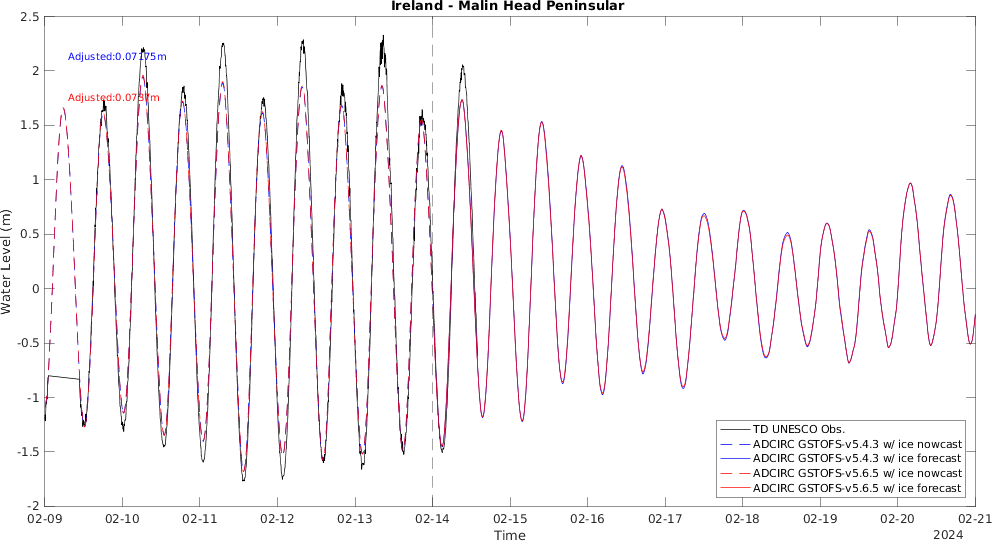 Ireland - Malin Head Peninsular
2.5
2
1.5
1
0.5
0
-0.5
-1
-1.5
-2
Water Level (m)
Adjusted:0.07175m
Adjusted:0.0737m
TD UNESCO Obs.
ADCIRC GSTOFS-v5.4.3 w/ ice nowcast
ADCIRC GSTOFS-v5.4.3 w/ ice forecast
ADCIRC GSTOFS-v5.6.5 w/ ice nowcast
ADCIRC GSTOFS-v5.6.5 w/ ice forecast
02-09 02-10 02-11 02-12 02-13 02-14 02-15 02-16 02-17 02-18 02-19 02-20 02-21
Time
2024